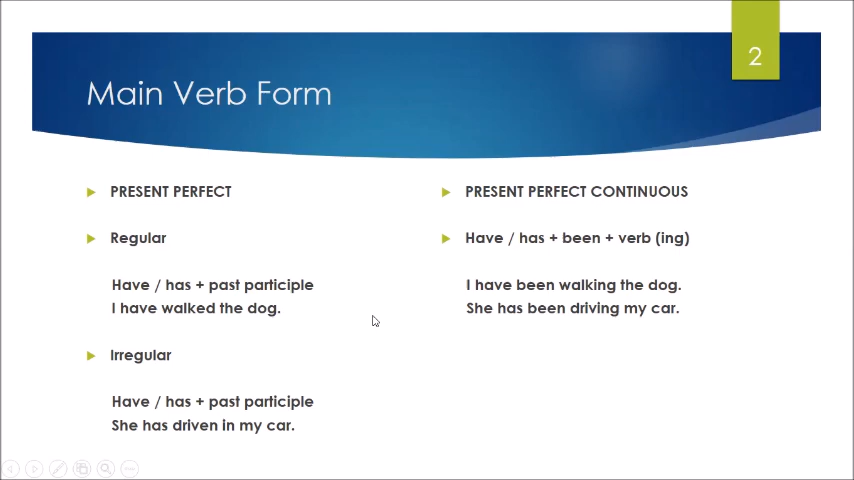 2
Main Verb Form
PRESENT PERFECT
Regular
Have / has + past participle
I have walked the dog.
Irregular
Have / has + past participle
She has driven in my car.
PRESENT PERFECT CONTINUOUS
Have / has + been + verb (ing)
I have been walking the dog.
She has been driving my car.